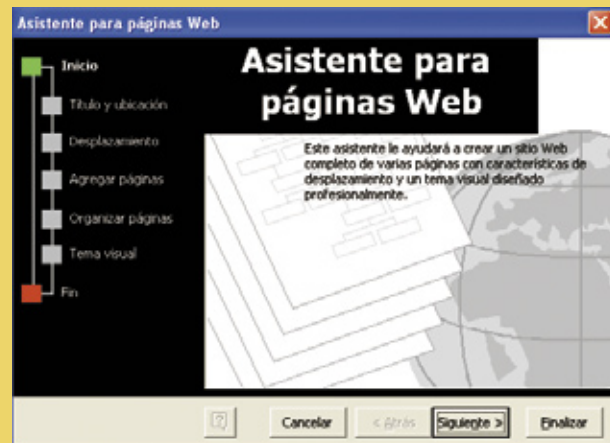 Asistente para páginas Web
Inicio
Título y ubicación
Desplazamiento
Agregar páginas
Organizar páginas
Tema visual
Fin
Asistente para
páginas Web
Este asistente le ayudará a crear un sitio Web
completo de varias páginas con características de
desplazamiento y un tema visual diseñado
profesionalmente.
Cancelar
< Atrás
Siguiente >
Finalizar